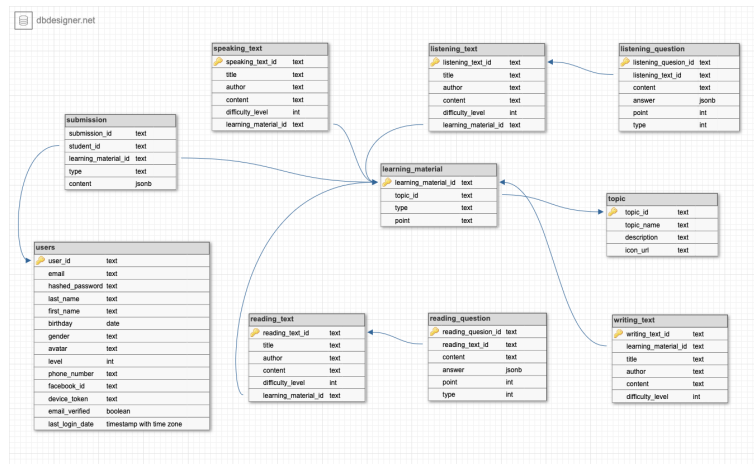 dbdesigner.net
speaking_text
speaking_text_id text
title text
author text
content text
difficulty_level int
learning_material_id text
listening_text
listening_text_id text
title text
author text
content text
difficulty_level int
learning_material_id text
listening_question
listening_quesion_id text
listening_text_id text
content text
answer jsonb
point int
type int
submission
submission_id text
student_id text
learning_material_id text
type text
content jsonb
learning_material
learning_material_id text
topic_id text
type text
point text
topic
topic_id text
topic_name text
description text
icon_url text
users
user_id text
email text
hashed_password text
last_name text
first_name text
birthday date
gender text
avatar text
level int
phone_number text
facebook_id text
device_token text
email_verified boolean
last_login_date timestamp with time zone
reading_text
reading_text_id text
title text
author text
content text
difficulty_level int
learning_material_id text
reading_question
reading_quesion_id text
reading_text_id text
content text
answer jsonb
point int
type int
writing_text
writing_text_id text
learning_material_id text
title text
author text
content text
difficulty_level int